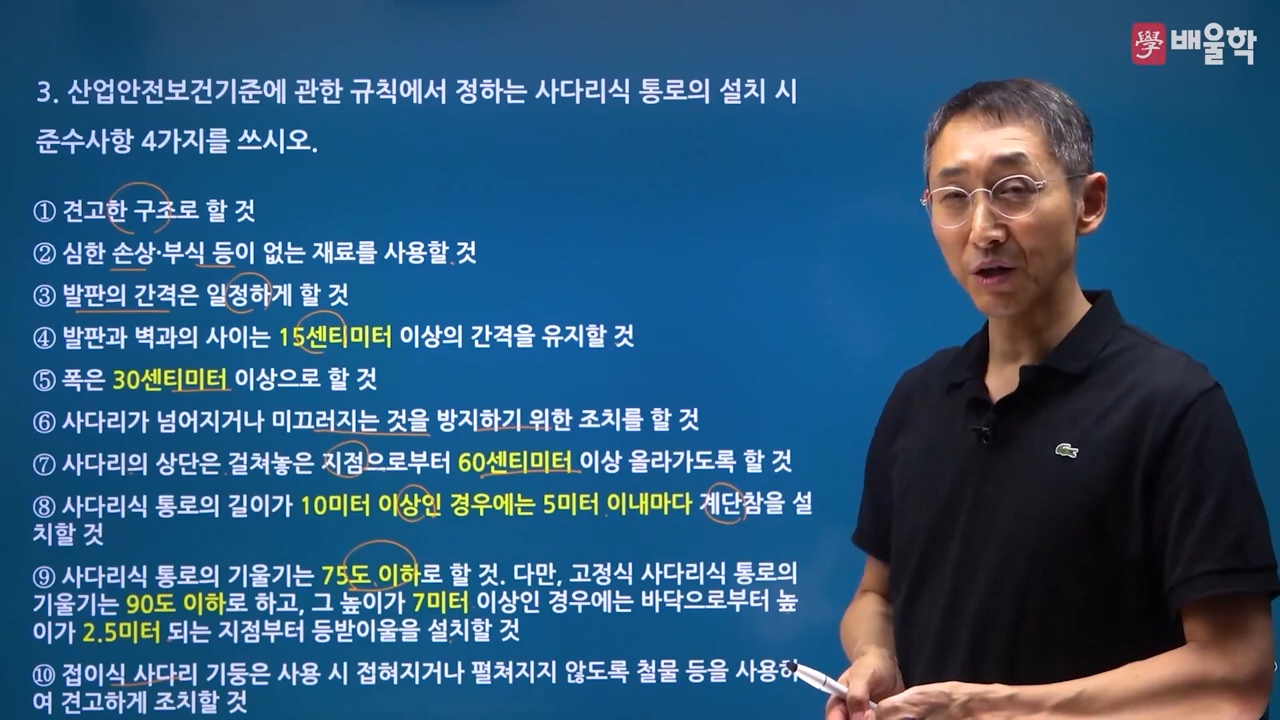 學 배울학
3. 산업안전보건기준에 관한 규칙에서 정하는 사다리식 통로의 설치 시
준수사항 4가지를 쓰시오.
① 견고한 구조로 할 것
② 심한 손상·부식 등이 없는 재료를 사용할 것
③ 발판의 간격은 일정하게 할 것
④ 발판과 벽과의 사이는 15센티미터 이상의 간격을 유지할 것
⑤ 폭은 30센티미터 이상으로 할 것
⑥ 사다리가 넘어지거나 미끄러지는 것을 방지하기 위한 조치를 할 것
⑦ 사다리의 상단은 걸쳐놓은 지점으로부터 60센티미터 이상 올라가도록 할 것
⑧ 사다리식 통로의 길이가 10미터 이상인 경우에는 5미터 이내마다 계단참을 설
치할 것
⑨ 사다리식 통로의 기울기는 75도 이하로 할 것. 다만, 고정식 사다리식 통로의
기울기는 90도 이하로 하고, 그 높이가 7미터 이상인 경우에는 바닥으로부터 높
이가 2.5미터 되는 지점부터 등받이울을 설치할 것
⑩ 접이식 사다리 기둥은 사용 시 접혀지거나 펼쳐지지 않도록 철물 등을 사용하
여 견고하게 조치할 것